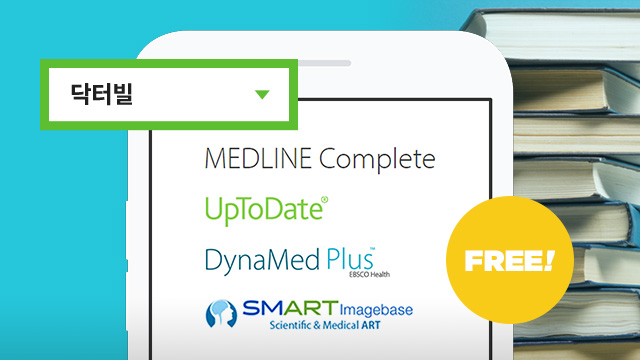 닥터빌
MEDLINE Complete
UpToDate®
DynaMed Plus™
EBSCO Health
FREE!
SMART Imagebase
Scientific & Medical ART